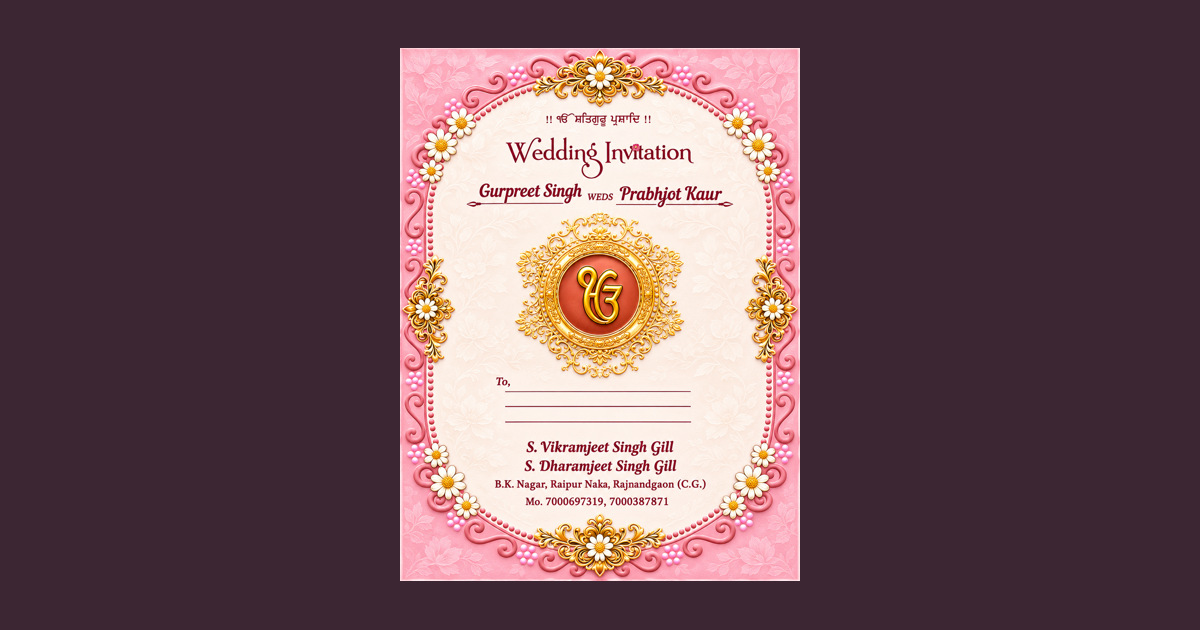 !! ੴ ਸਤਿਗੁਰੂ ਪ੍ਰਸਾਦਿ !!
Wedding Invitation
Gurpreet Singh WEDS Prabhjot Kaur
ੴ
To,
S. Vikramjeet Singh Gill
S. Dharamjeet Singh Gill
B.K. Nagar, Raipur Naka, Rajnandgaon (C.G.)
Mo. 7000697319, 7000387871